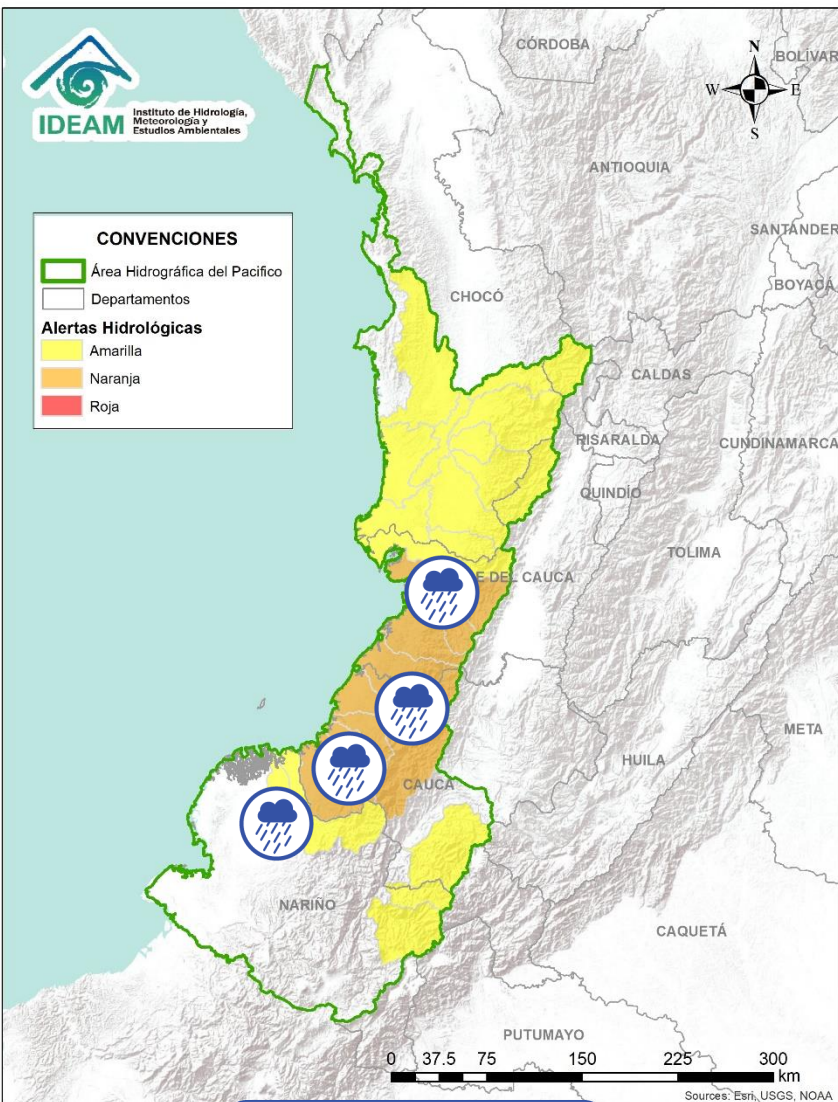 IDEAM
Instituto de Hidrología,
Meteorología y
Estudios Ambientales
CONVENCIONES
Área Hidrográfica del Pacifico
Departamentos
Alertas Hidrológicas
Amarilla
Naranja
Roja
N
W
E
S
CÓRDOBA
BOLÍVAR
ANTIOQUIA
SANTANDER
BOYACÁ
CHOCÓ
CALDAS
RISARALDA
CUNDINAMARCA
QUINDÍO
TOLIMA
E DEL CAUCA
META
HUILA
CAUCA
NARIÑO
CAQUETÁ
PUTUMAYO
0 37.5 75 150 225 300
km
Sources: Esri, USGS, NOAA